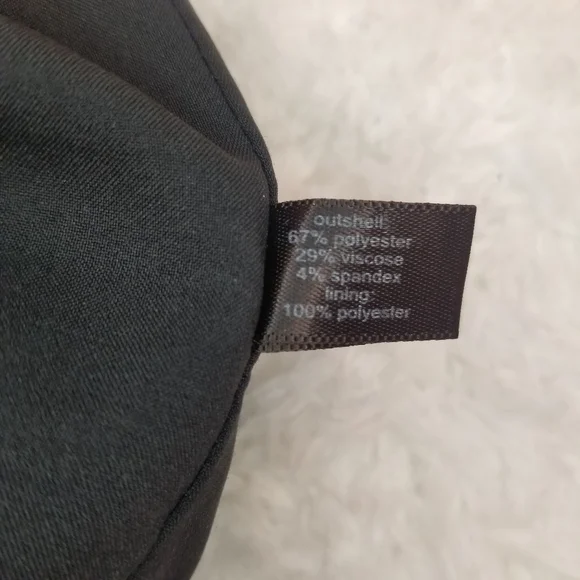 outshell:
67% polyester
29% viscose
4% spandex
lining:
100% polyester